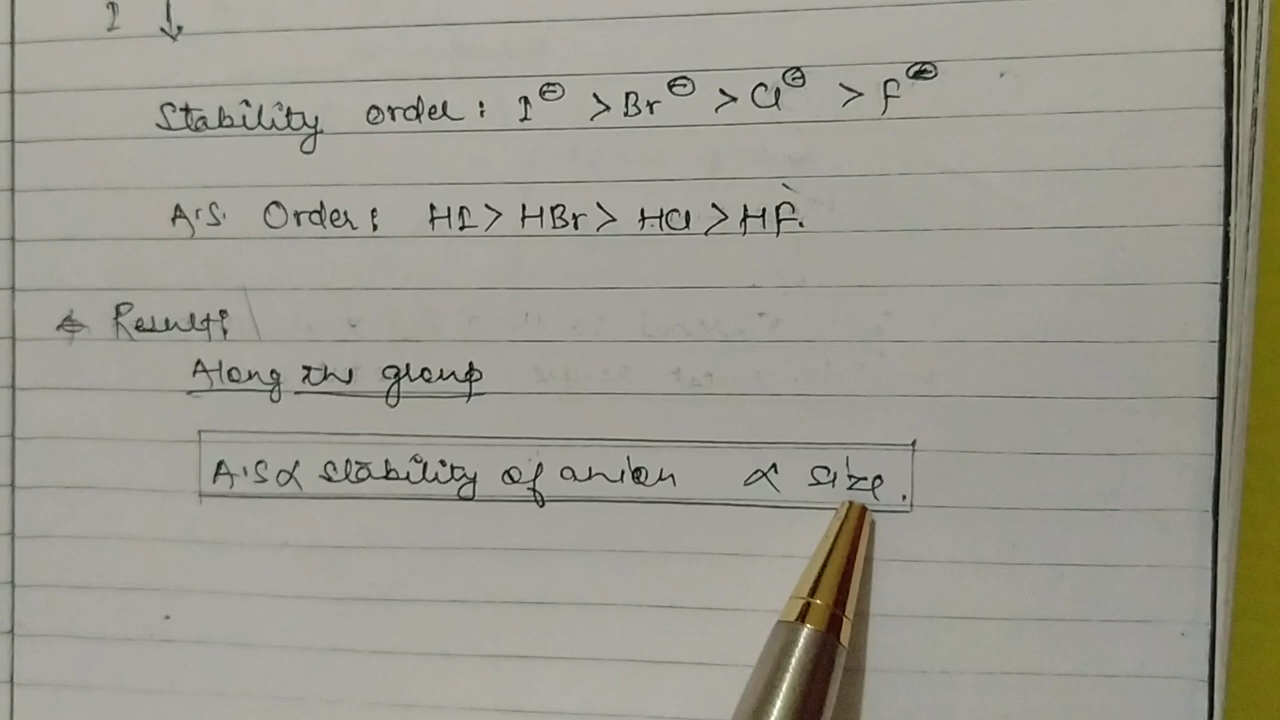 I ↓
Stability order: I⊖ > Br⊖ > Cl⊖ > F⊖
A.S. Order: HI > HBr > HCl > HF.
Result:
Along the group
A.S ∝ stability of anion ∝ size.